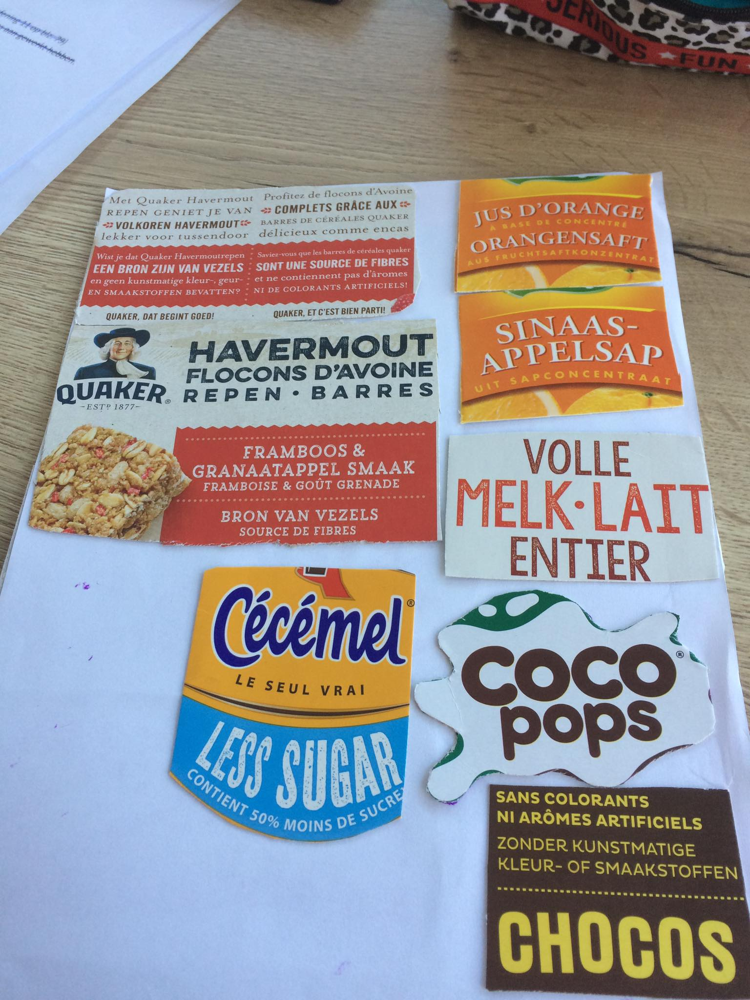 op blz
aan gewerkt hebben.
SERIOUS ★ FUN
Met Quaker Havermout
REPEN GENIET JE VAN
VOLKOREN HAVERMOUT
lekker voor tussendoor
Profitez de flocons d'Avoine
COMPLETS GRÂCE AUX
BARRES DE CÉRÉALES QUAKER
délicieux comme encas
Wist je dat Quaker Havermoutrepen
EEN BRON ZIJN VAN VEZELS
en geen kunstmatige kleur-, geur-
EN SMAAKSTOFFEN BEVATTEN?
Saviez-vous que les barres de céréales quaker
SONT UNE SOURCE DE FIBRES
et ne contiennent pas d'âromes
NI DE COLORANTS ARTIFICIELS!
QUAKER, DAT BEGINT GOED!
QUAKER, ET C'EST BIEN PARTI!
QUAKER®
-ESTD 1877-
HAVERMOUT
FLOCONS D'AVOINE
REPEN • BARRES
FRAMBOOS &
GRANAATAPPEL SMAAK
FRAMBOISE & GOÛT GRENADE
BRON VAN VEZELS
SOURCE DE FIBRES
JUS D'ORANGE
À BASE DE CONCENTRÉ
ORANGENSAFT
AUS FRUCHTSAFTKONZENTRAT
SINAAS-
APPELSAP
UIT SAPCONCENTRAAT
VOLLE
MELK•LAIT
ENTIER
Cécémel®
LE SEUL VRAI
LESS SUGAR
CONTIENT 50% MOINS DE SUCRE
coco®
pops
SANS COLORANTS
NI ARÔMES ARTIFICIELS
ZONDER KUNSTMATIGE
KLEUR- OF SMAAKSTOFFEN
CHOCOS